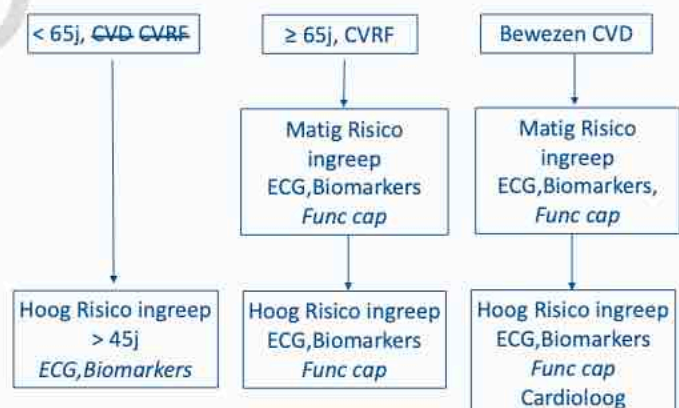 < 65j, CVD CVRF
≥ 65j, CVRF
Bewezen CVD
Matig Risico
ingreep
ECG,Biomarkers
Func cap
Matig Risico
ingreep
ECG,Biomarkers,
Func cap
Hoog Risico ingreep
> 45j
ECG,Biomarkers
Hoog Risico ingreep
ECG,Biomarkers
Func cap
Hoog Risico ingreep
ECG,Biomarkers
Func cap
Cardioloog